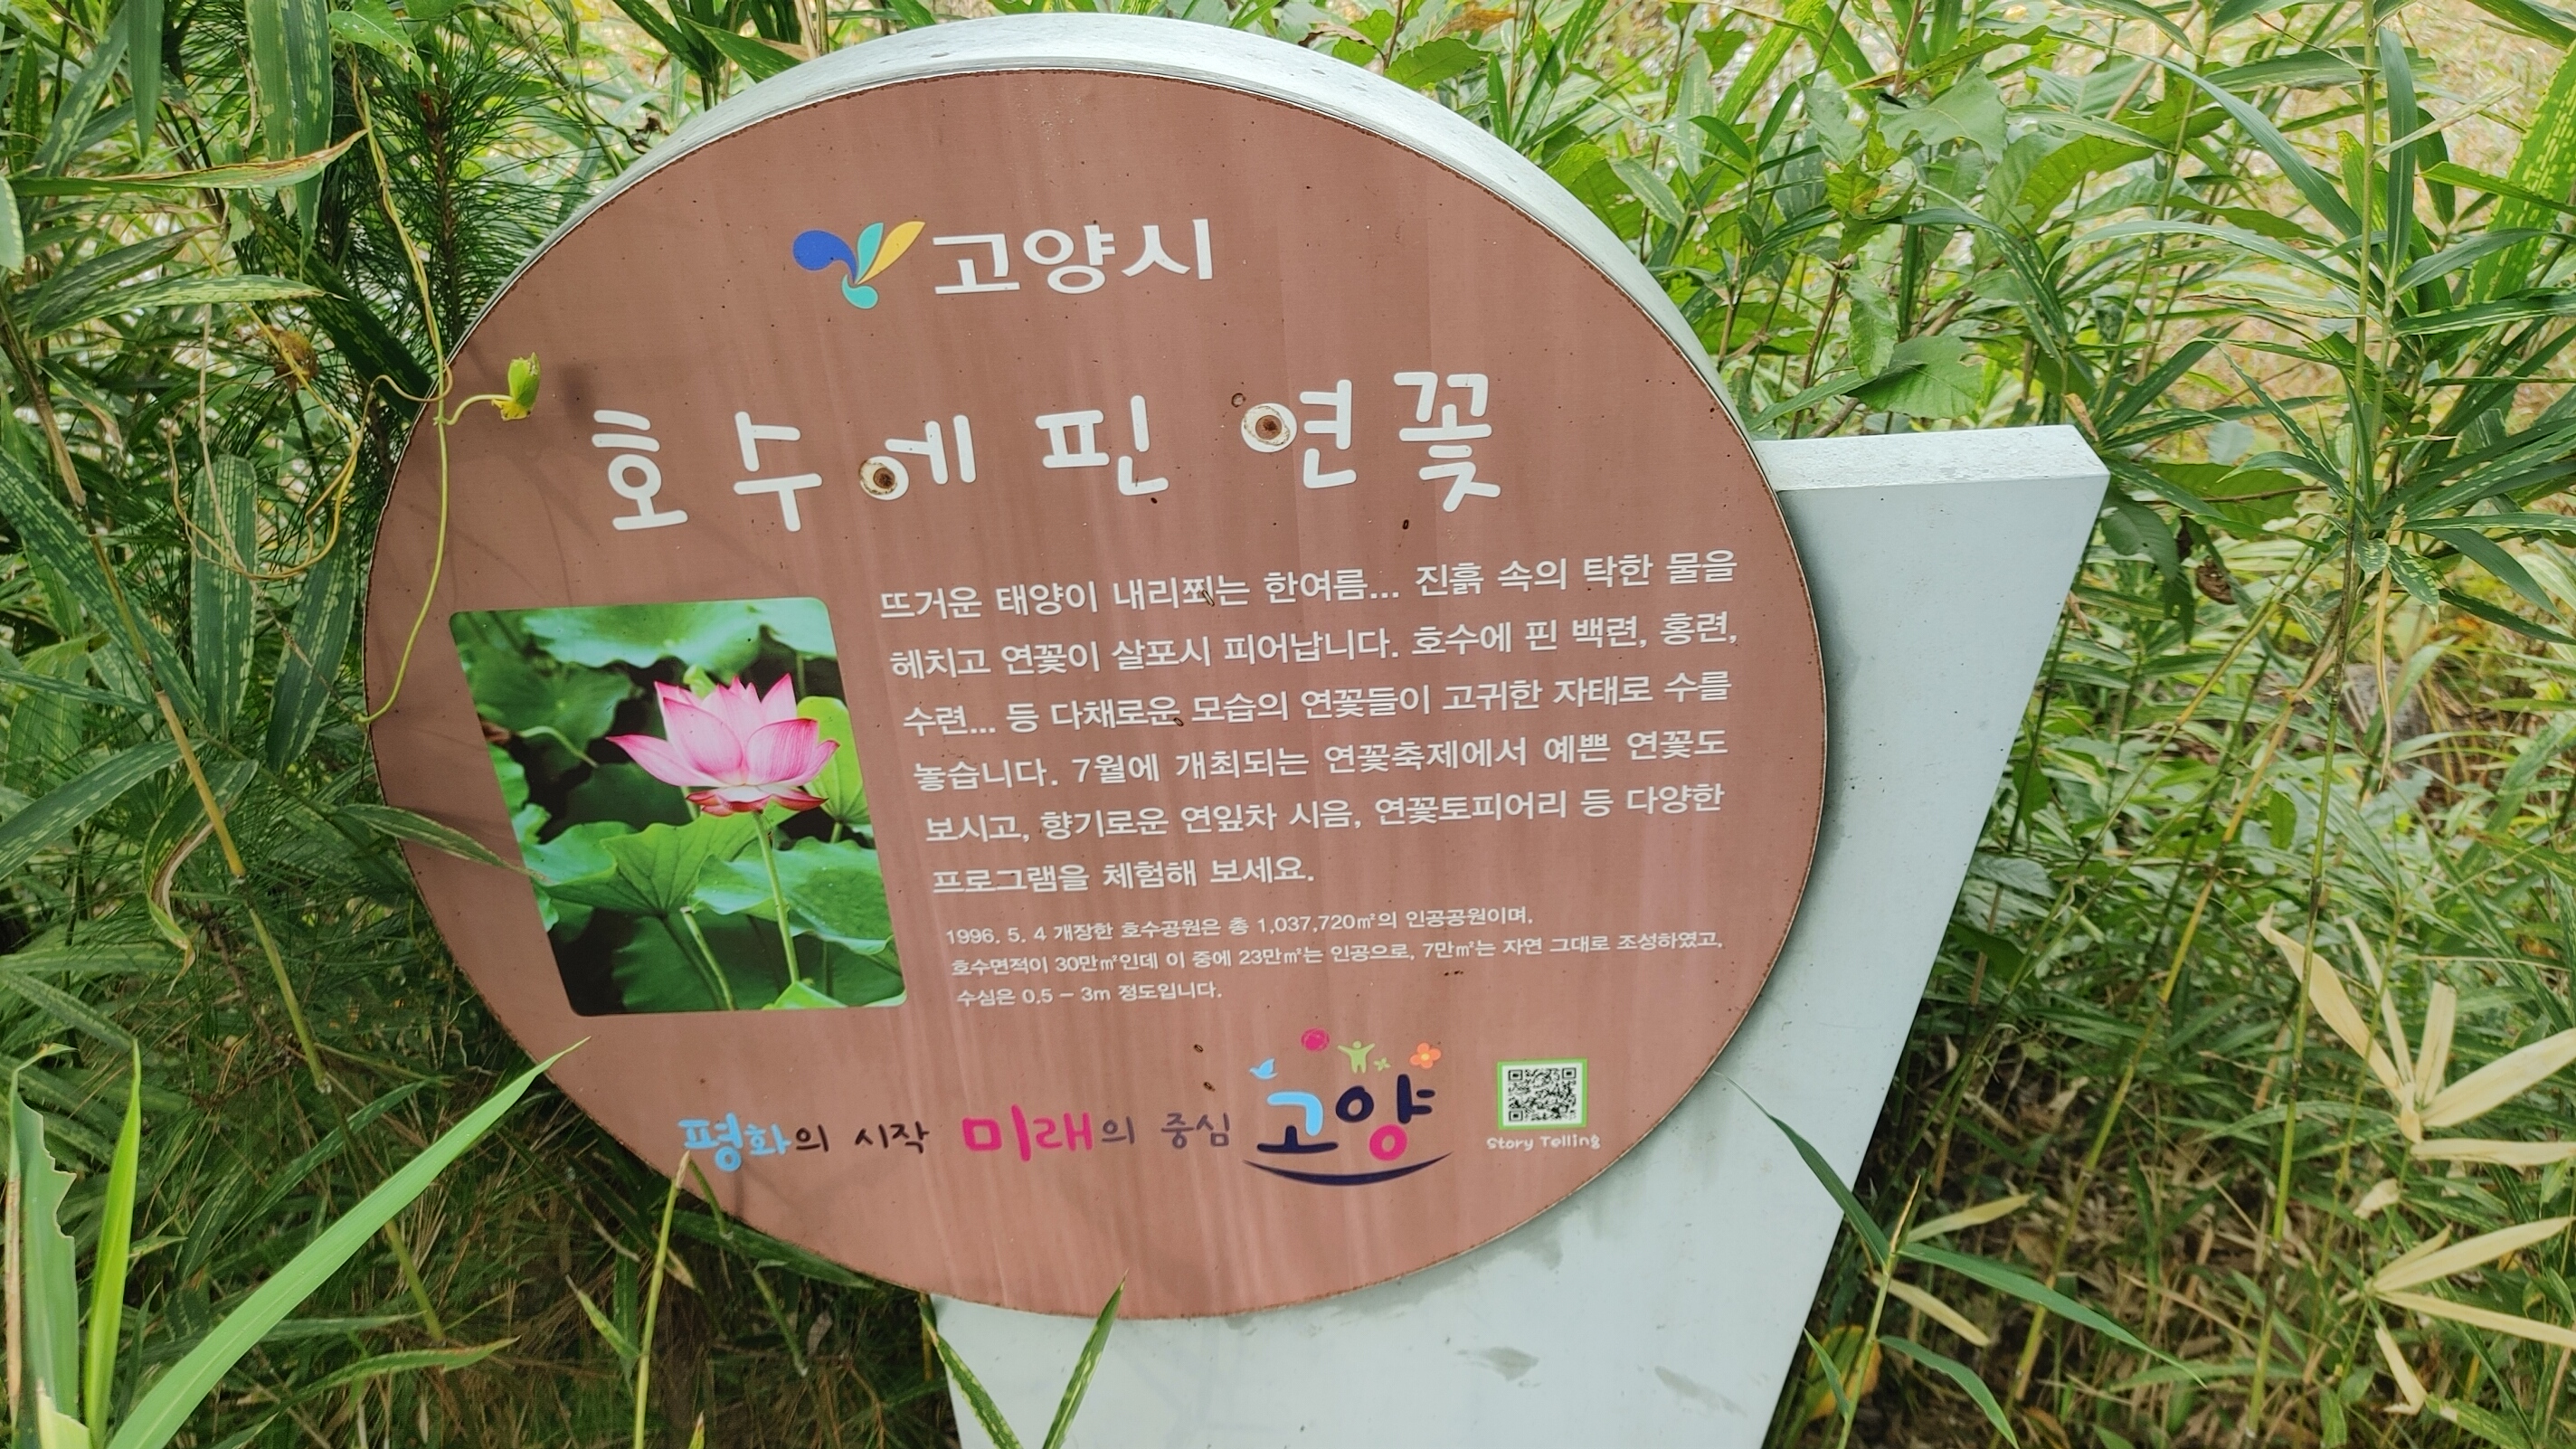 고양시
호수에 핀 연꽃
뜨거운 태양이 내리쬐는 한여름... 진흙 속의 탁한 물을
헤치고 연꽃이 살포시 피어납니다. 호수에 핀 백련, 홍련,
수련... 등 다채로운 모습의 연꽃들이 고귀한 자태로 수를
놓습니다. 7월에 개최되는 연꽃축제에서 예쁜 연꽃도
보시고, 향기로운 연잎차 시음, 연꽃토피어리 등 다양한
프로그램을 체험해 보세요.
1996. 5. 4 개장한 호수공원은 총 1,037,720㎡의 인공공원이며,
호수면적이 30만㎡인데 이 중에 23만㎡는 인공으로, 7만㎡는 자연 그대로 조성하였고,
수심은 0.5 - 3m 정도입니다.
평화의 시작 미래의 중심 고양
Story Telling